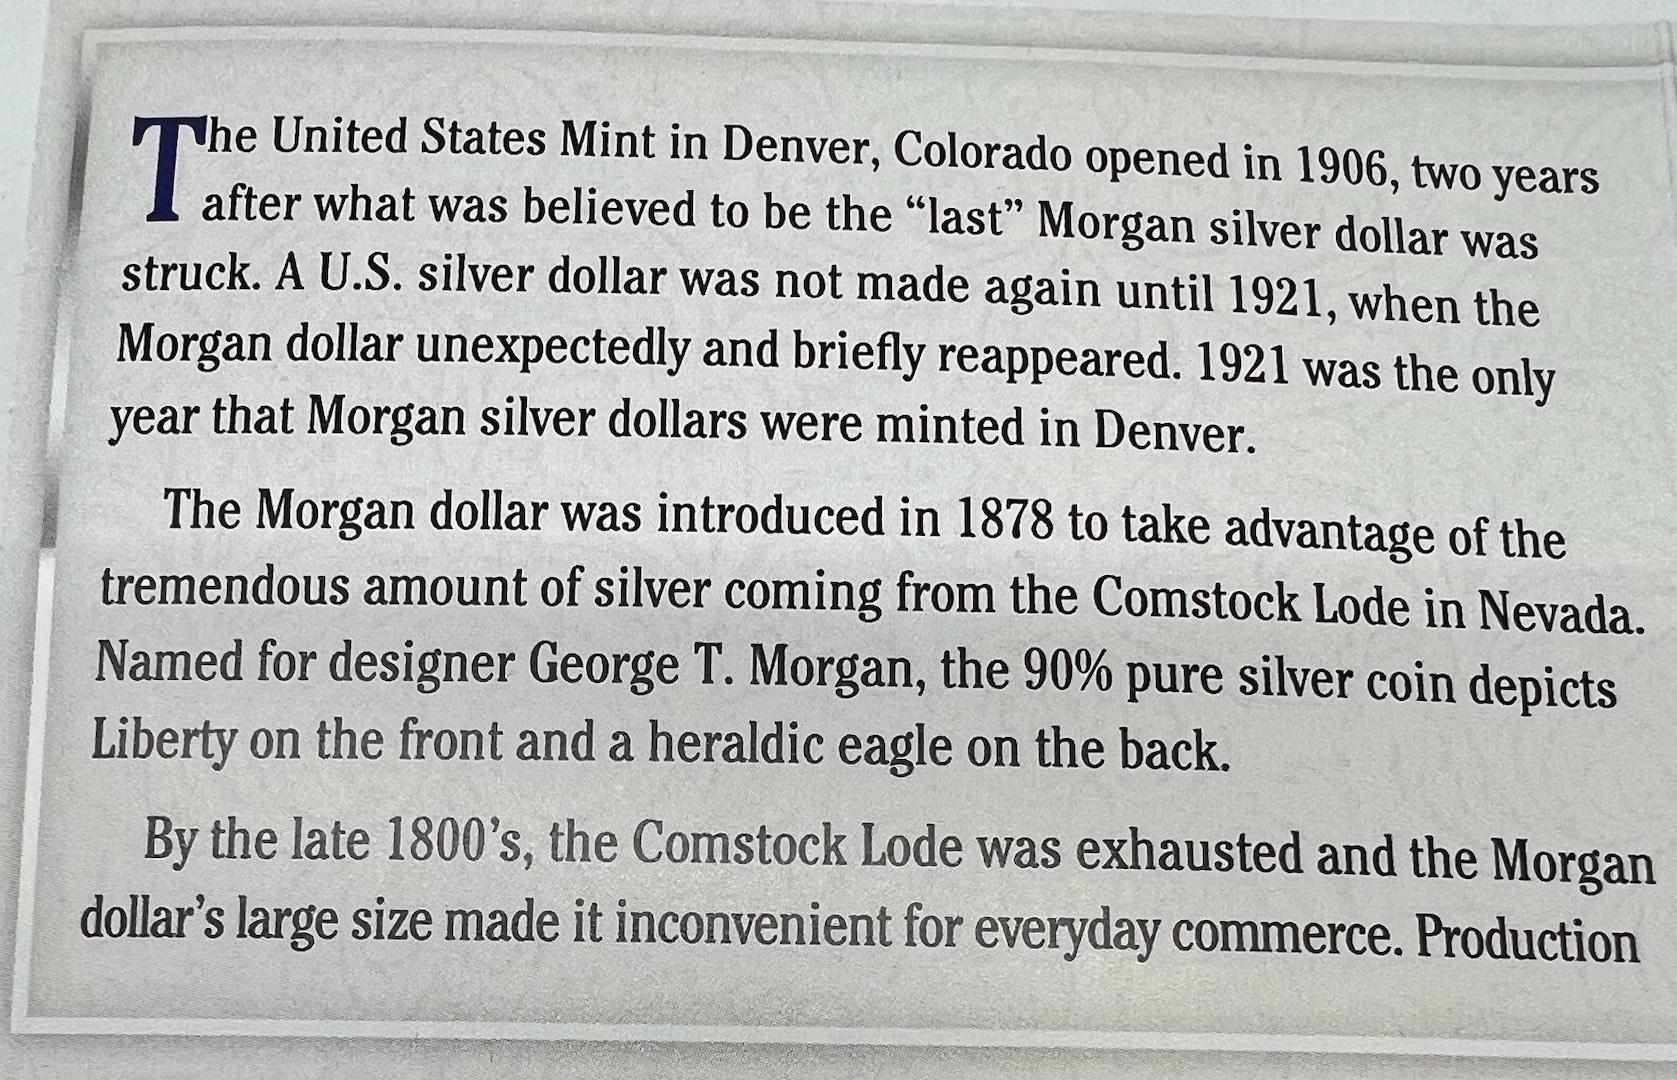 The United States Mint in Denver, Colorado opened in 1906, two years
after what was believed to be the “last” Morgan silver dollar was
struck. A U.S. silver dollar was not made again until 1921, when the
Morgan dollar unexpectedly and briefly reappeared. 1921 was the only
year that Morgan silver dollars were minted in Denver.
The Morgan dollar was introduced in 1878 to take advantage of the
tremendous amount of silver coming from the Comstock Lode in Nevada.
Named for designer George T. Morgan, the 90% pure silver coin depicts
Liberty on the front and a heraldic eagle on the back.
By the late 1800’s, the Comstock Lode was exhausted and the Morgan
dollar’s large size made it inconvenient for everyday commerce. Production